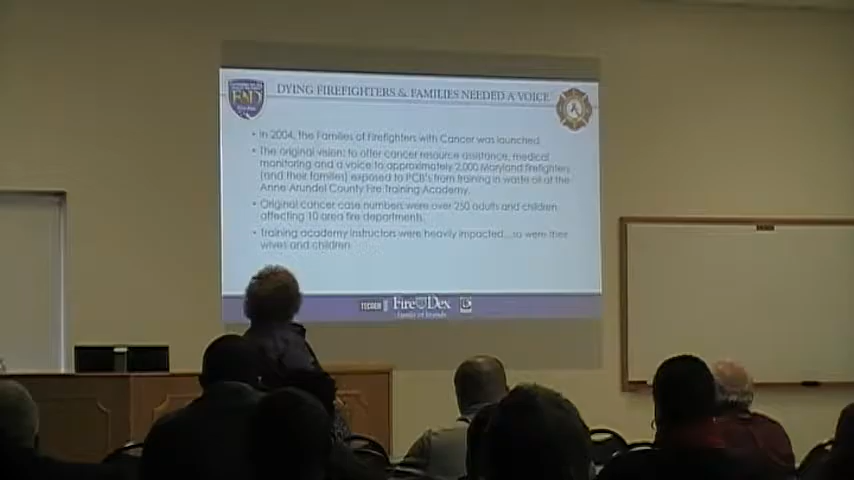 DYING FIREFIGHTERS & FAMILIES NEEDED A VOICE
• In 2004, the Families of Firefighters with Cancer was launched.
• The original vision: to offer cancer resource assistance, medical
monitoring and a voice to approximately 2,000 Maryland firefighters
(and their families) exposed to PCB's from training in waste oil at the
Anne Arundel County Fire Training Academy.
• Original cancer case numbers were over 250 adults and children
affecting 10 area fire departments.
• Training academy instructors were heavily impacted...so were their
wives and children
TECGEN
Fire Dex
family of brands